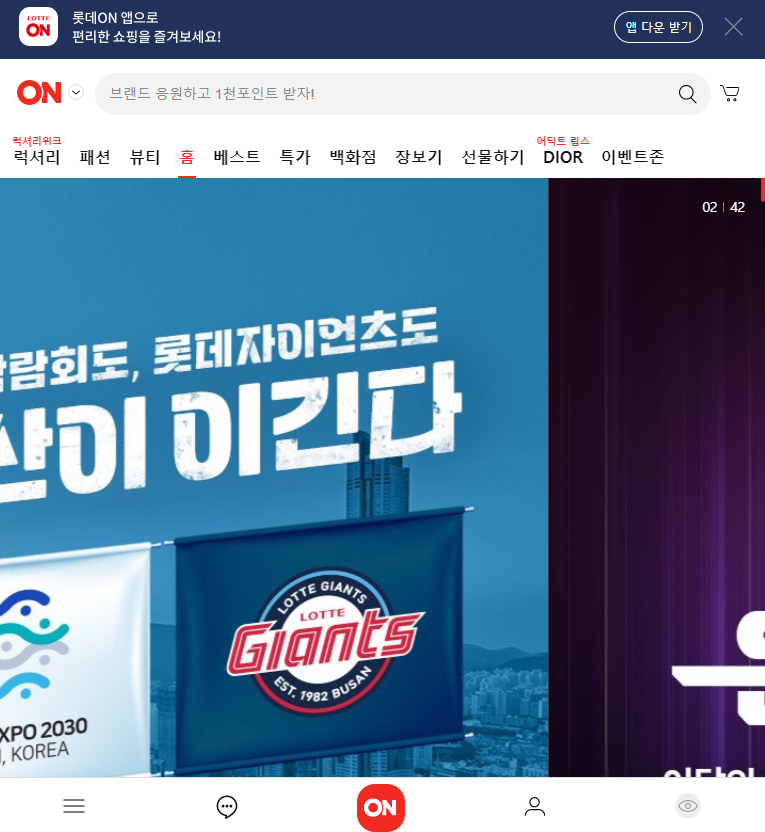 LOTTE
ON
롯데ON 앱으로
편리한 쇼핑을 즐겨보세요!
앱 다운 받기
ON
브랜드 응원하고 1천포인트 받자!
럭셔리위크
어딕트 립스
럭셔리 패션 뷰티 홈 베스트 특가 백화점 장보기 선물하기 DIOR 이벤트존
02 | 42
람회도, 롯데자이언츠도
산이 이긴다
LOTTE GIANTS
LOTTE
Giants
EST. 1982 BUSAN
XPO 2030
, KOREA
ON